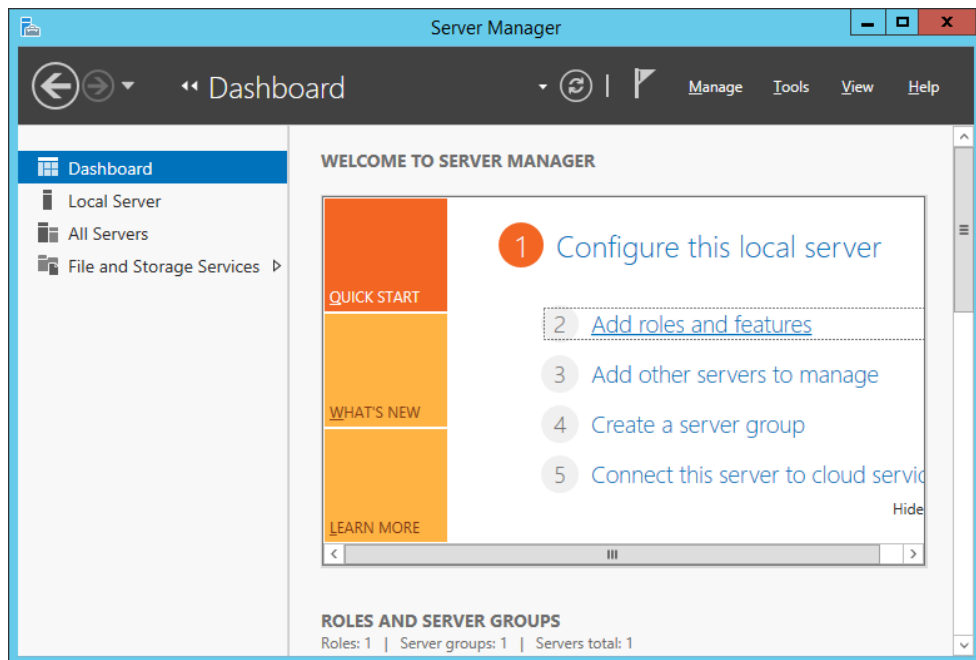 Server Manager
Dashboard
Manage Tools View Help
Dashboard
Local Server
All Servers
File and Storage Services
WELCOME TO SERVER MANAGER
QUICK START
WHAT'S NEW
LEARN MORE
1 Configure this local server
2 Add roles and features
3 Add other servers to manage
4 Create a server group
5 Connect this server to cloud servic
Hide
ROLES AND SERVER GROUPS
Roles: 1 | Server groups: 1 | Servers total: 1